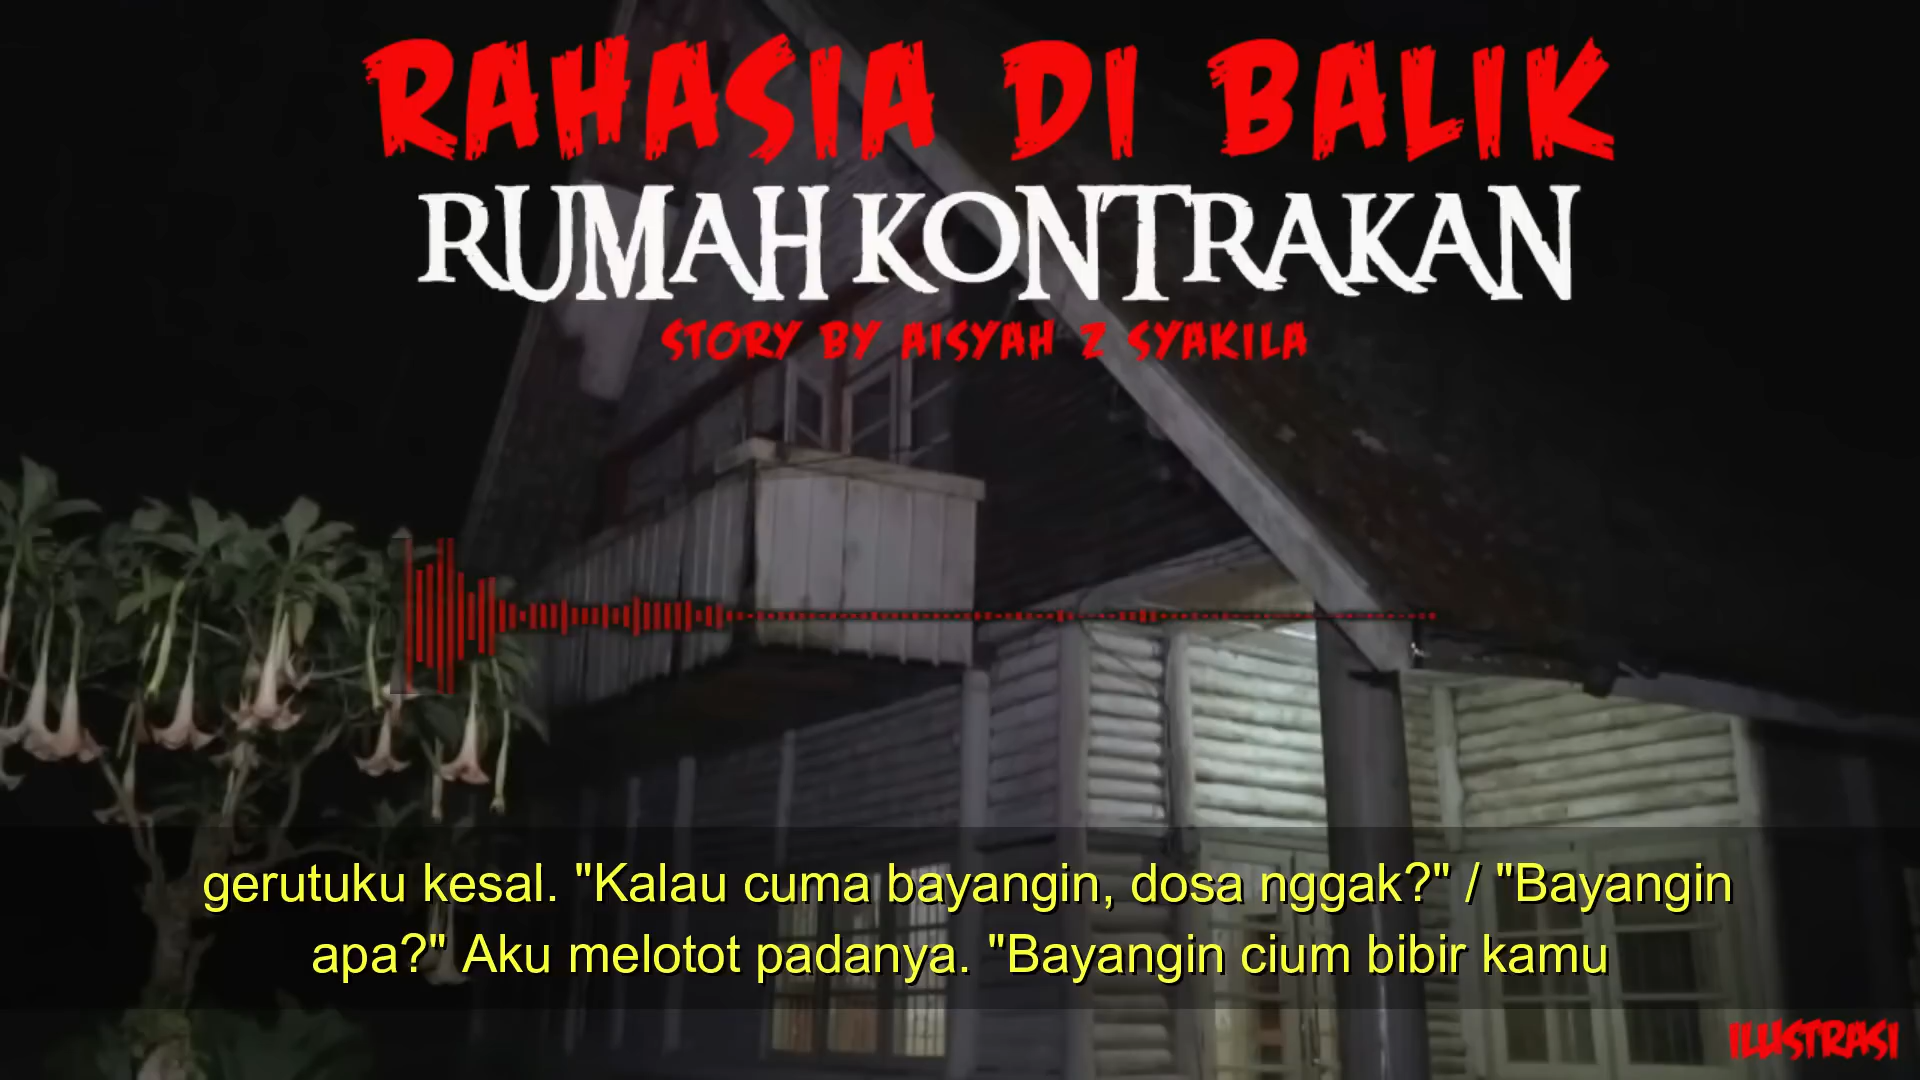 RAHASIA DI BALIK
RUMAH KONTRAKAN
STORY BY AISYAH Z SYAKILA
gerutuku kesal. "Kalau cuma bayangin, dosa nggak?" / "Bayangin
apa?" Aku melotot padanya. "Bayangin cium bibir kamu
ILUSTRASI